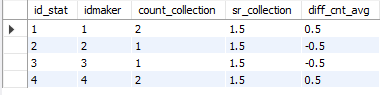 id_stat idmaker count_collection sr_collection diff_cnt_avg
1 1 2 1.5 0.5
2 2 1 1.5 -0.5
3 3 1 1.5 -0.5
4 4 2 1.5 0.5